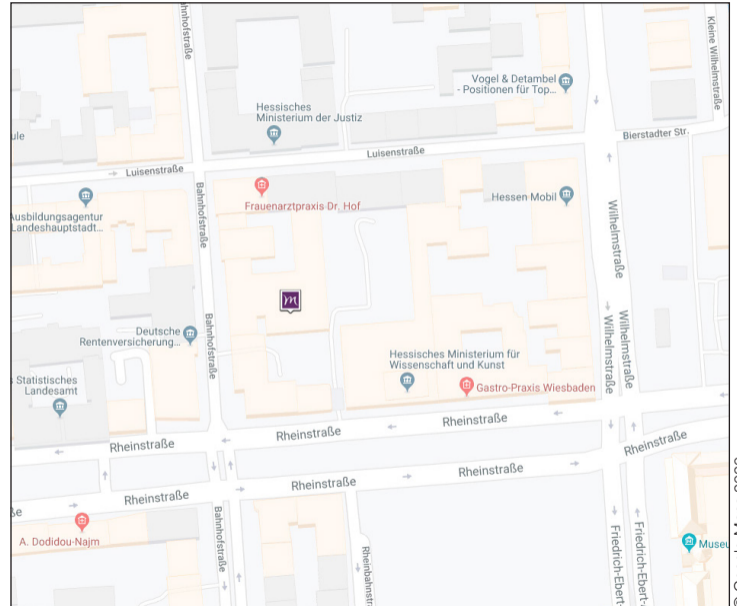 Bahnhofstraße
Kleine Wilhelmstraße
Vogel & Detambel
- Positionen für Top...
Hessisches
Ministerium der Justiz
Bierstadter Str.
Luisenstraße
Luisenstraße
Bahnhofstraße
Frauenarztpraxis Dr. Hof
Hessen Mobil
Ausbildungsagentur
Landeshauptstadt...
Wilhelmstraße
m
Bahnhofstraße
Deutsche
Rentenversicherung...
Wilhelmstraße
Wilhelmstraße
Hessisches Ministerium für
Wissenschaft und Kunst
Statistisches
Landesamt
Gastro-Praxis Wiesbaden
Rheinstraße
Rheinstraße
Rheinstraße
Rheinstraße
Rheinstraße
Rheinstraße
Bahnhofstraße
Rheinbahnstr
Friedrich-Ebert-
Friedrich-Ebert-
A. Dodidou-Najm
Museu